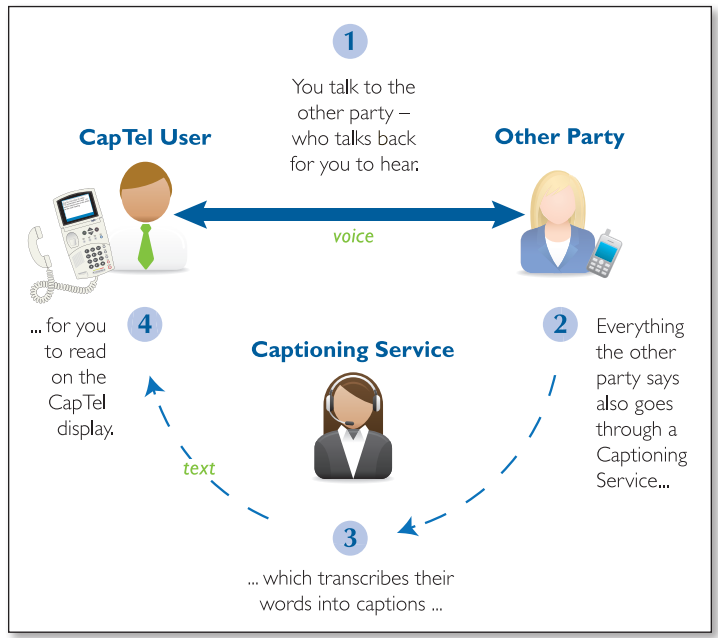 1
You talk to the
other party –
who talks back
for you to hear.
CapTel User
Other Party
voice
2
Everything
the other
party says
also goes
through a
Captioning
Service...
Captioning Service
3
... which transcribes their
words into captions ...
text
4
... for you
to read
on the
CapTel
display.